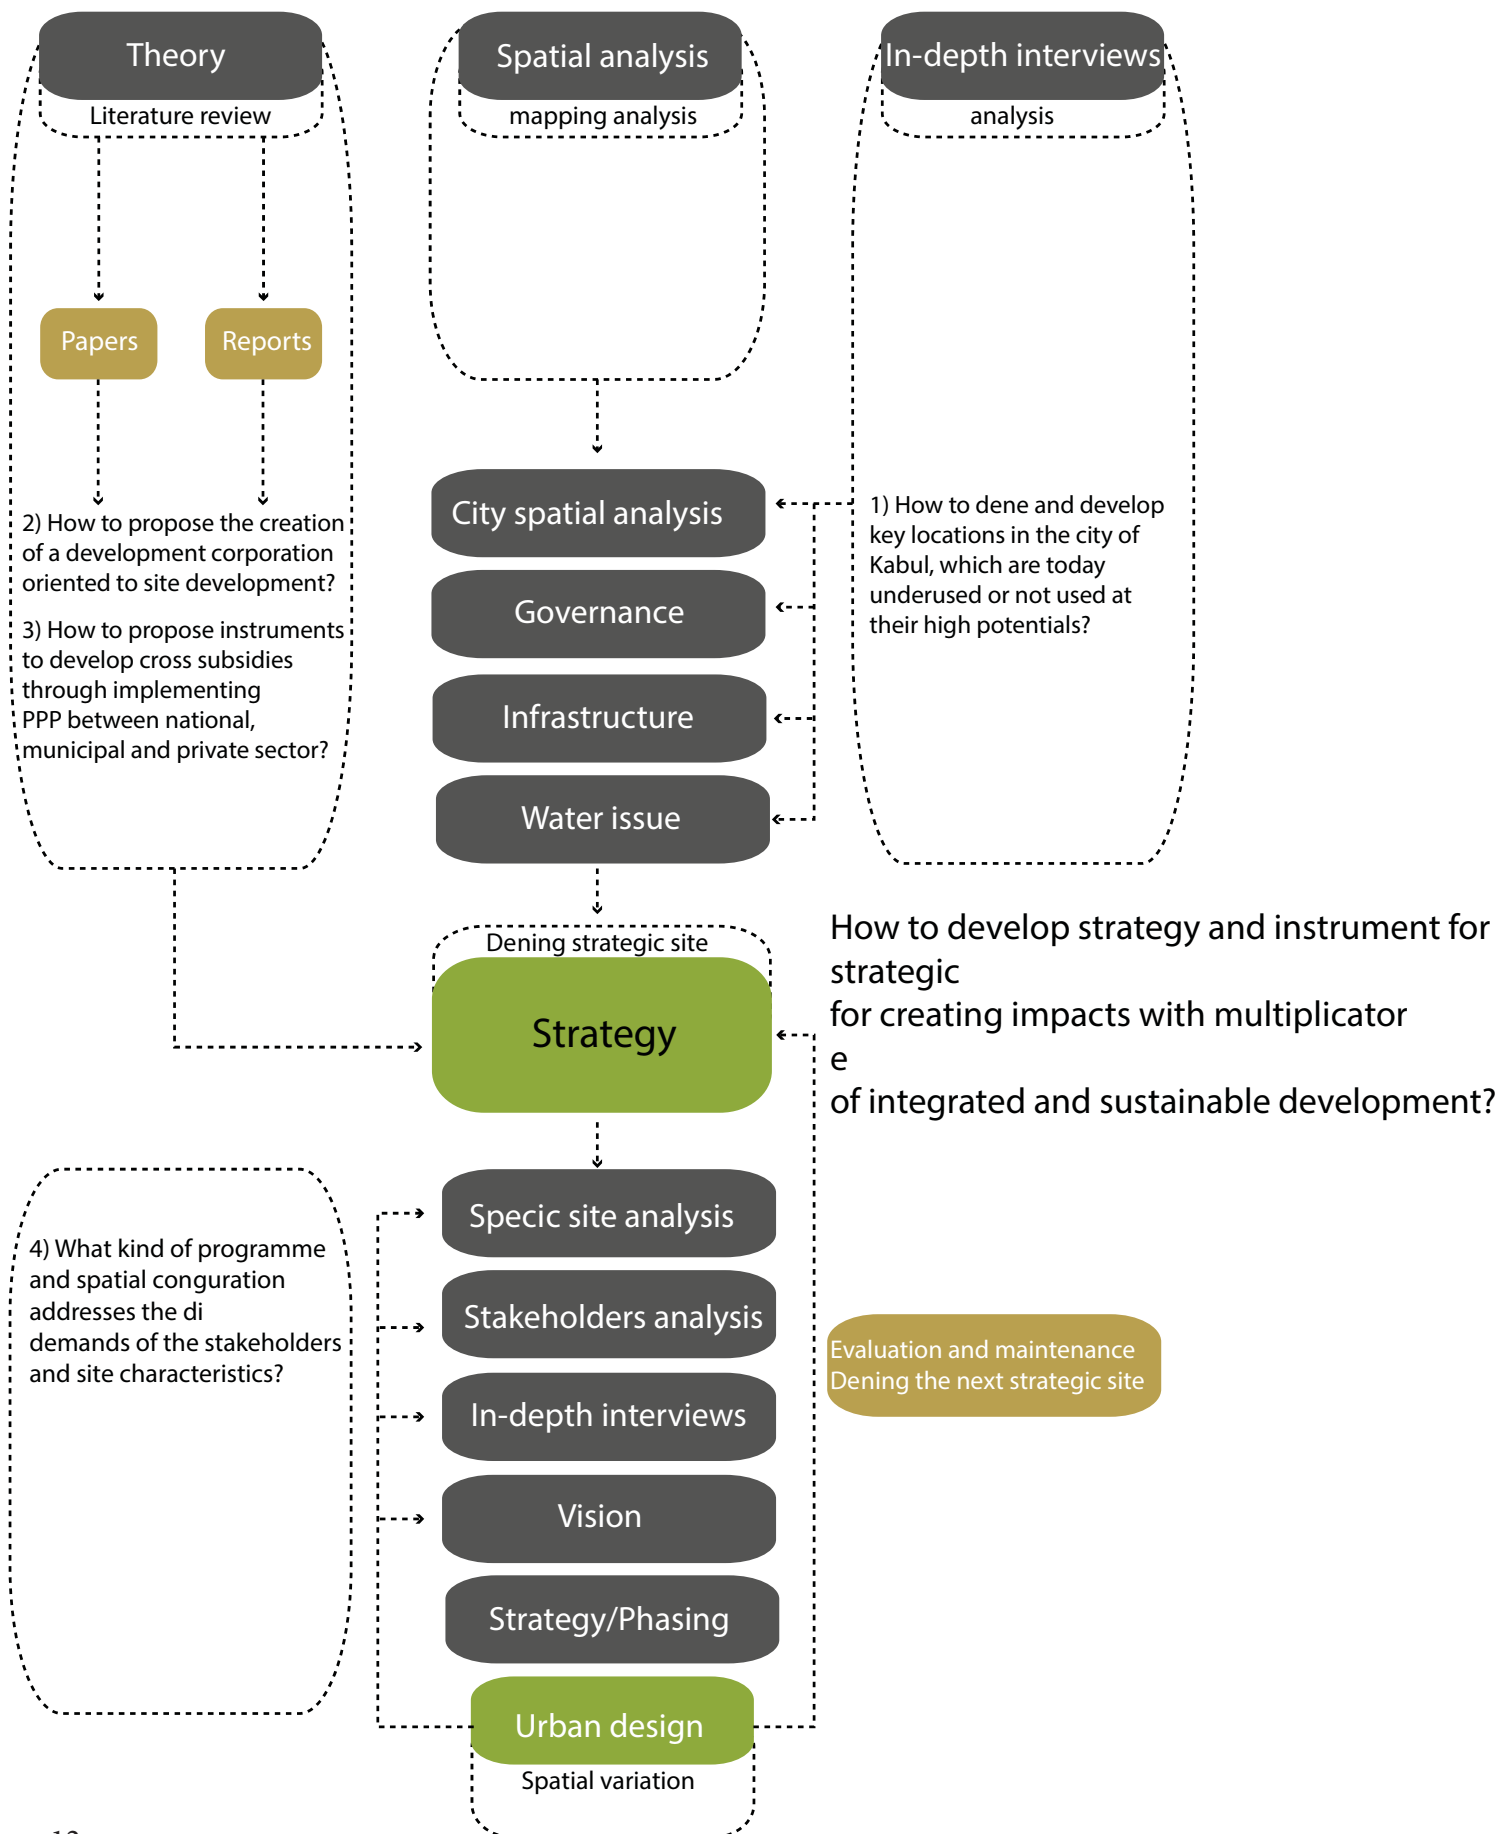 Theory
Literature review
Spatial analysis
mapping analysis
In-depth interviews
analysis
Papers
Reports
2) How to propose the creation
of a development corporation
oriented to site development?
3) How to propose instruments
to develop cross subsidies
through implementing
PPP between national,
municipal and private sector?
City spatial analysis
Governance
Infrastructure
Water issue
1) How to dene and develop
key locations in the city of
Kabul, which are today
underused or not used at
their high potentials?
Dening strategic site
Strategy
How to develop strategy and instrument for
strategic
for creating impacts with multiplicator
e
of integrated and sustainable development?
4) What kind of programme
and spatial conguration
addresses the di
demands of the stakeholders
and site characteristics?
Specic site analysis
Stakeholders analysis
In-depth interviews
Vision
Strategy/Phasing
Urban design
Spatial variation
Evaluation and maintenance
Dening the next strategic site